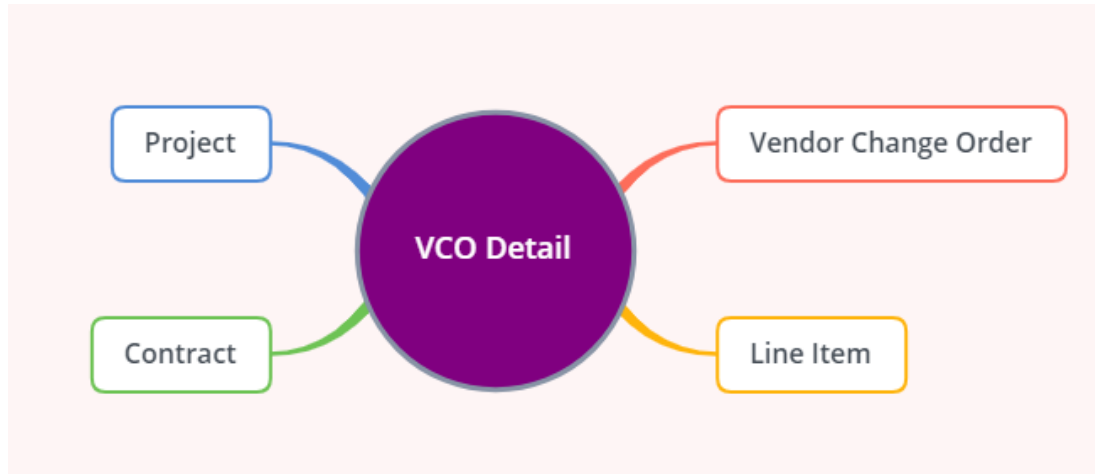 Project
Vendor Change Order
VCO Detail
Contract
Line Item